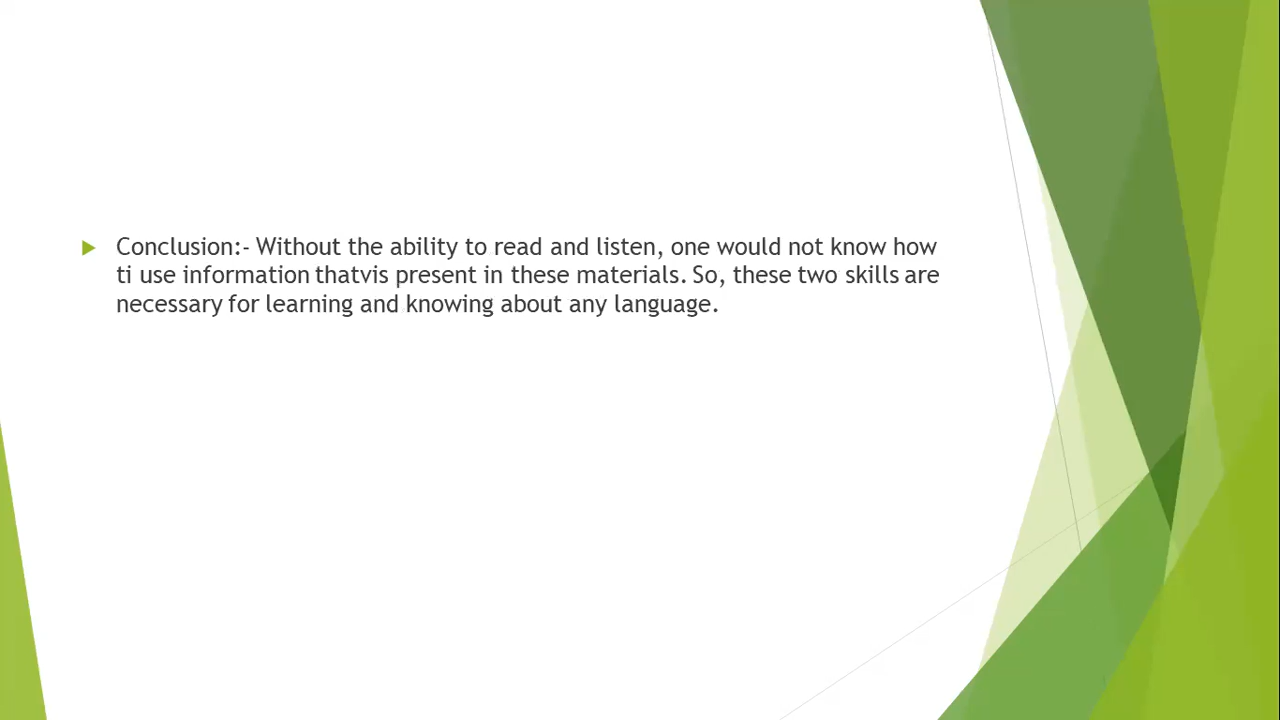 Conclusion:- Without the ability to read and listen, one would not know how
ti use information thatvis present in these materials. So, these two skills are
necessary for learning and knowing about any language.